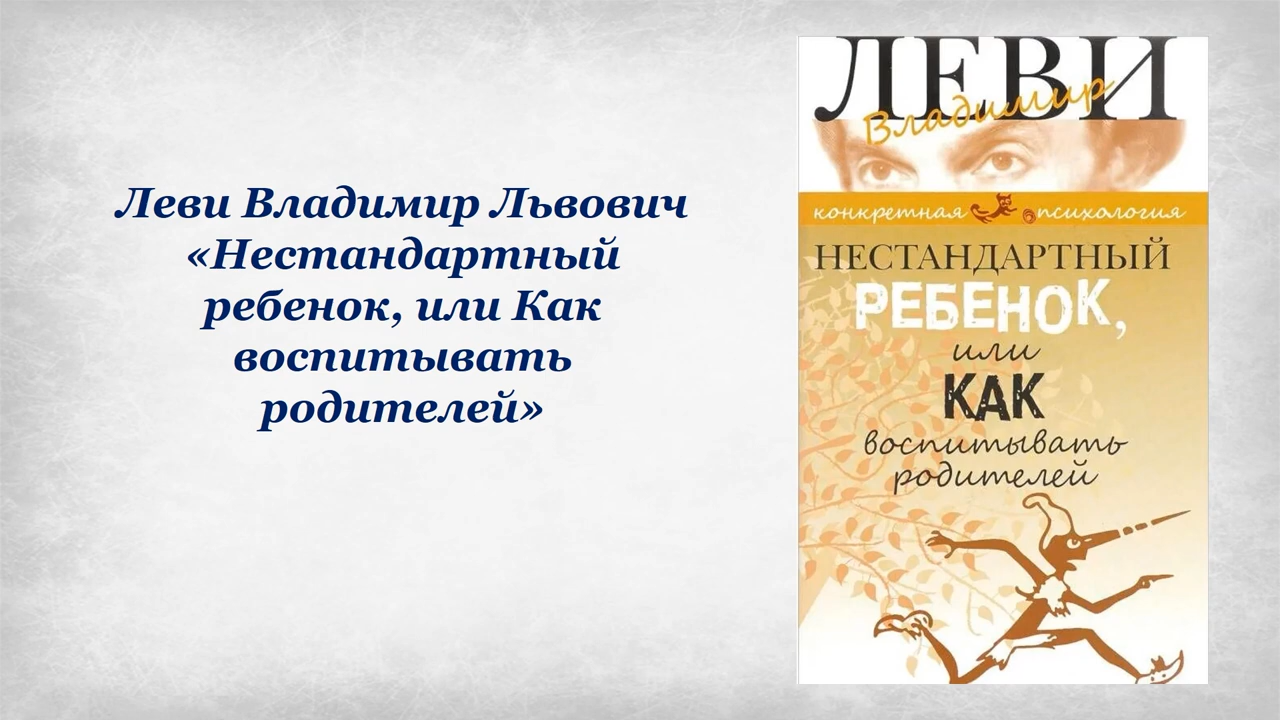 Леви Владимир Львович
«Нестандартный
ребенок, или Как
воспитывать
родителей»
ЛЕВИ
Владимир
конкретная психология
НЕСТАНДАРТНЫЙ
РЕБЕНОК,
или
КАК
воспитывать
родителей